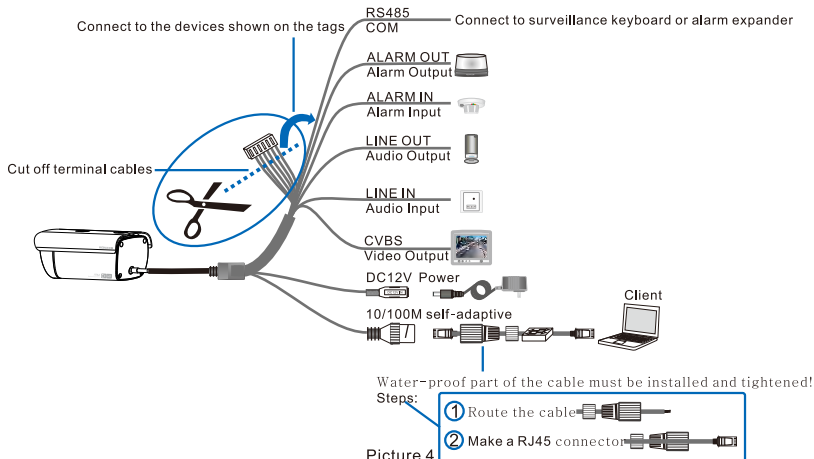 RS485
COM
Connect to surveillance keyboard or alarm expander
Connect to the devices shown on the tags
ALARM OUT
Alarm Output
ALARM IN
Alarm Input
LINE OUT
Audio Output
Cut off terminal cables
LINE IN
Audio Input
CVBS
Video Output
DC12V Power
10/100M self-adaptive
Client
Water-proof part of the cable must be installed and tightened!
Steps:
1 Route the cable
2 Make a RJ45 connector
Picture 4